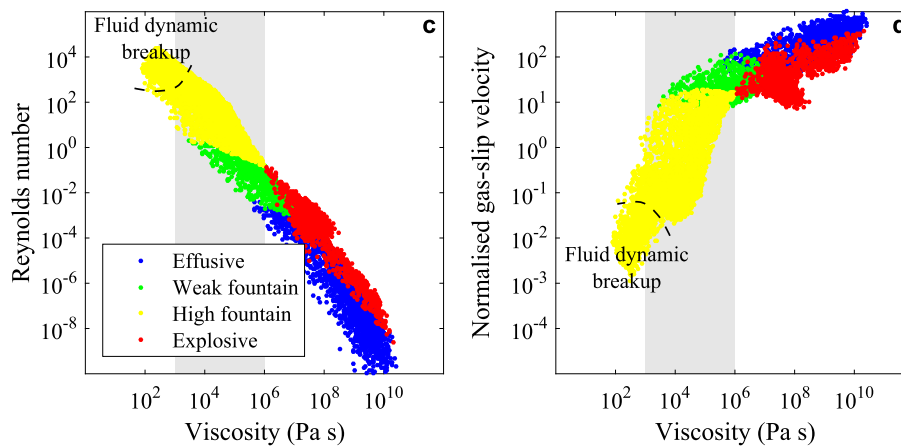 c
Fluid dynamic
breakup
Reynolds number
10^4
10^2
10^0
10^-2
10^-4
10^-6
10^-8
Effusive
Weak fountain
High fountain
Explosive
10^2 10^4 10^6 10^8 10^10
Viscosity (Pa s)
Normalised gas-slip velocity
10^2
10^1
10^0
10^-1
10^-2
10^-3
10^-4
Fluid dynamic
breakup
10^2 10^4 10^6 10^8 10^10
Viscosity (Pa s)